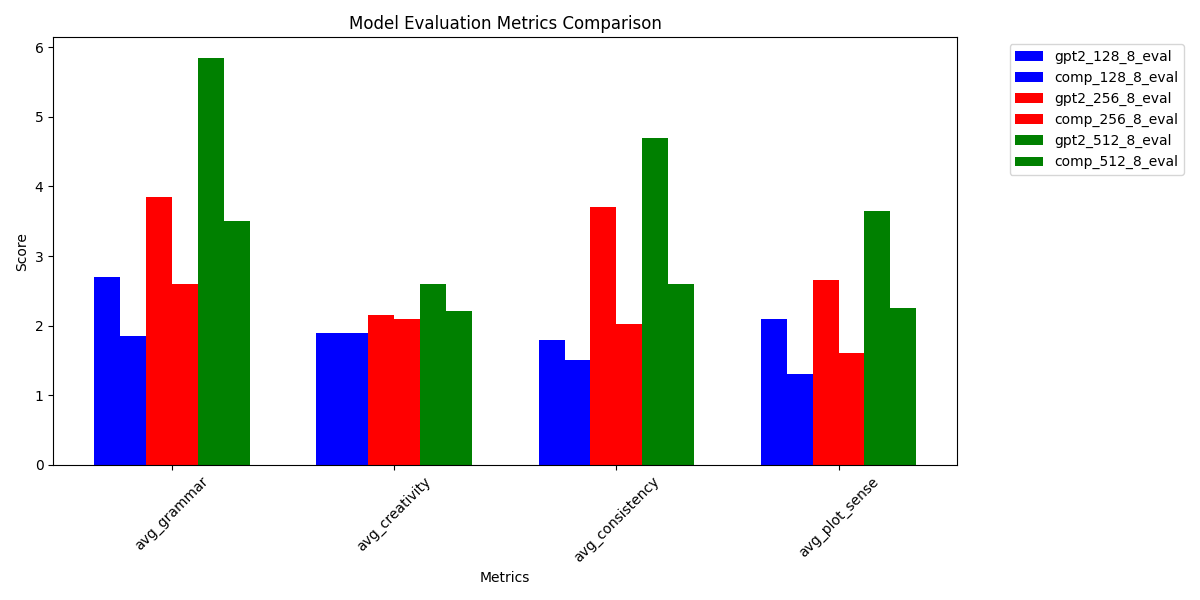 Model Evaluation Metrics Comparison
gpt2_128_8_eval
comp_128_8_eval
gpt2_256_8_eval
comp_256_8_eval
gpt2_512_8_eval
comp_512_8_eval
Score
6
5
4
3
2
1
0
avg_grammar
avg_creativity
avg_consistency
avg_plot_sense
Metrics